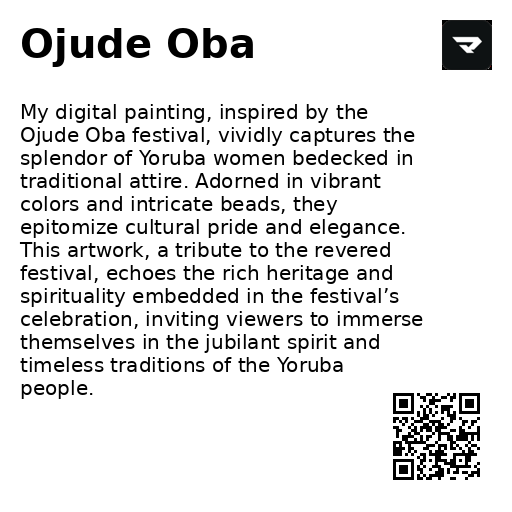 Ojude Oba
My digital painting, inspired by the
Ojude Oba festival, vividly captures the
splendor of Yoruba women bedecked in
traditional attire. Adorned in vibrant
colors and intricate beads, they
epitomize cultural pride and elegance.
This artwork, a tribute to the revered
festival, echoes the rich heritage and
spirituality embedded in the festival’s
celebration, inviting viewers to immerse
themselves in the jubilant spirit and
timeless traditions of the Yoruba
people.